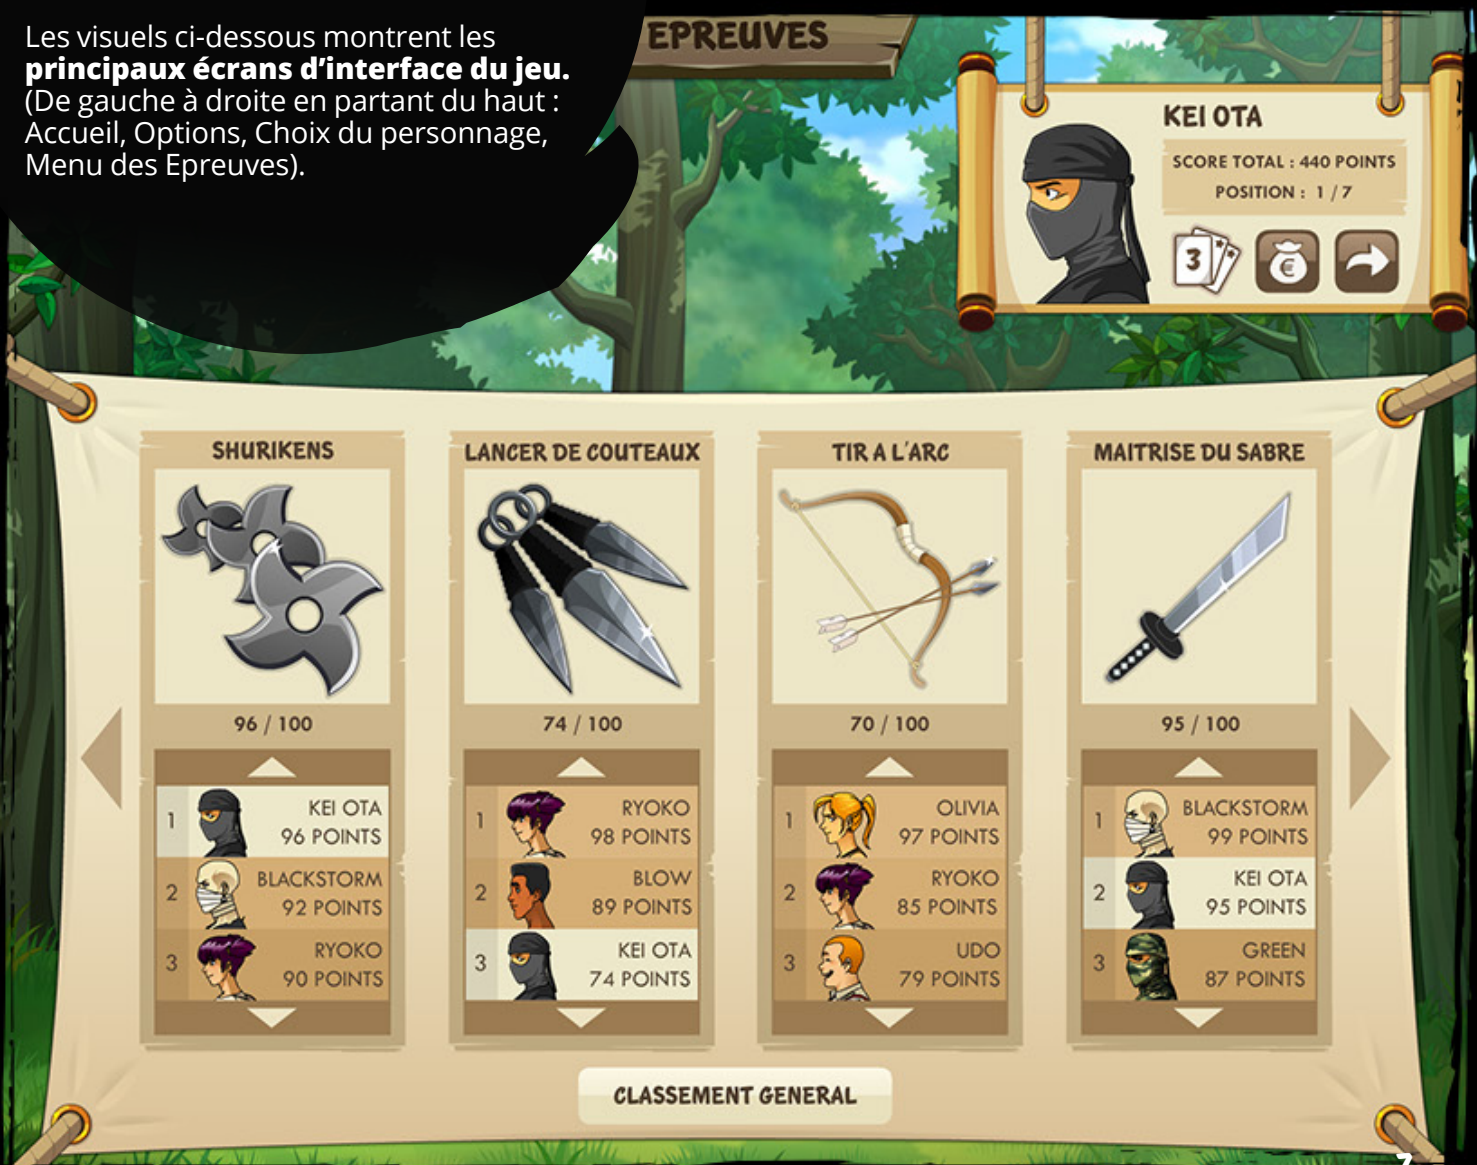 Les visuels ci-dessous montrent les
principaux écrans d’interface du jeu.
(De gauche à droite en partant du haut :
Accueil, Options, Choix du personnage,
Menu des Epreuves).
EPREUVES
KEI OTA
SCORE TOTAL : 440 POINTS
POSITION : 1 / 7
3
€
SHURIKENS
96 / 100
1
KEI OTA
96 POINTS
2
BLACKSTORM
92 POINTS
3
RYOKO
90 POINTS
LANCER DE COUTEAUX
74 / 100
1
RYOKO
98 POINTS
2
BLOW
89 POINTS
3
KEI OTA
74 POINTS
TIR A L'ARC
70 / 100
1
OLIVIA
97 POINTS
2
RYOKO
85 POINTS
3
UDO
79 POINTS
MAITRISE DU SABRE
95 / 100
1
BLACKSTORM
99 POINTS
2
KEI OTA
95 POINTS
3
GREEN
87 POINTS
CLASSEMENT GENERAL